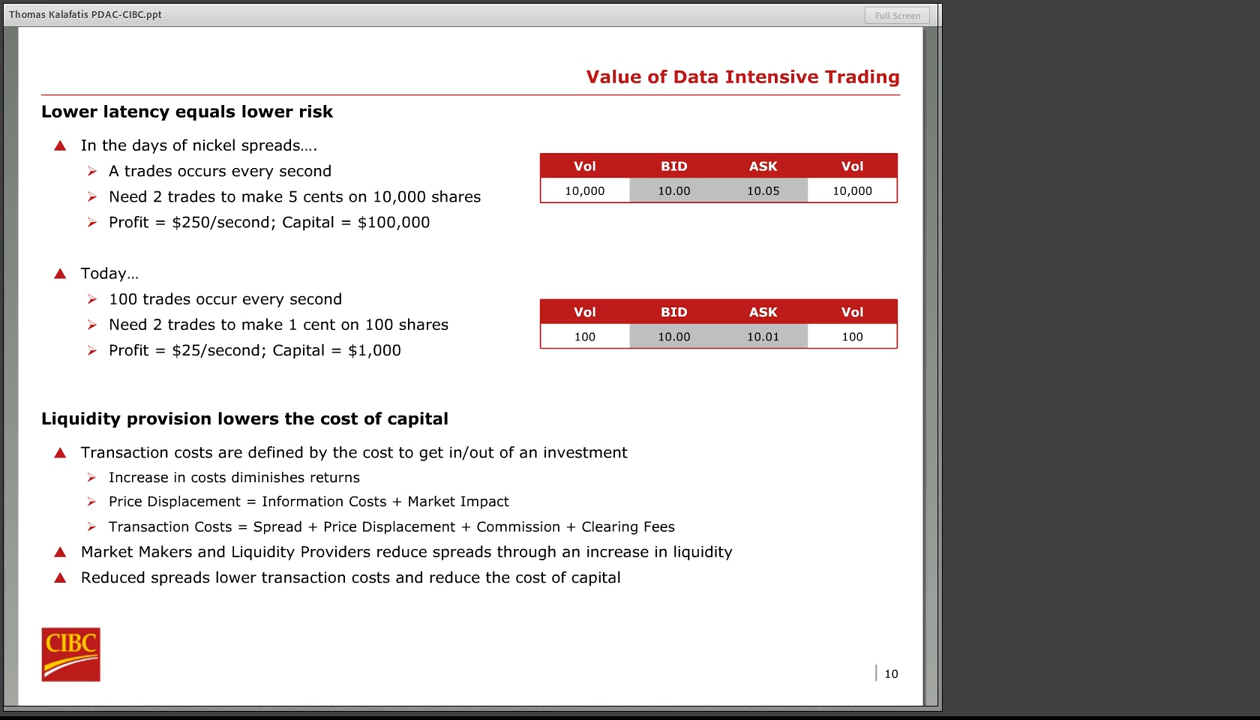 Thomas Kalafatis PDAC-CIBC.ppt
Full Screen
Value of Data Intensive Trading
Lower latency equals lower risk
In the days of nickel spreads....
A trades occurs every second
Need 2 trades to make 5 cents on 10,000 shares
Profit = $250/second; Capital = $100,000
Vol BID ASK Vol
10,000 10.00 10.05 10,000
Today…
100 trades occur every second
Need 2 trades to make 1 cent on 100 shares
Profit = $25/second; Capital = $1,000
Vol BID ASK Vol
100 10.00 10.01 100
Liquidity provision lowers the cost of capital
Transaction costs are defined by the cost to get in/out of an investment
Increase in costs diminishes returns
Price Displacement = Information Costs + Market Impact
Transaction Costs = Spread + Price Displacement + Commission + Clearing Fees
Market Makers and Liquidity Providers reduce spreads through an increase in liquidity
Reduced spreads lower transaction costs and reduce the cost of capital
CIBC
10